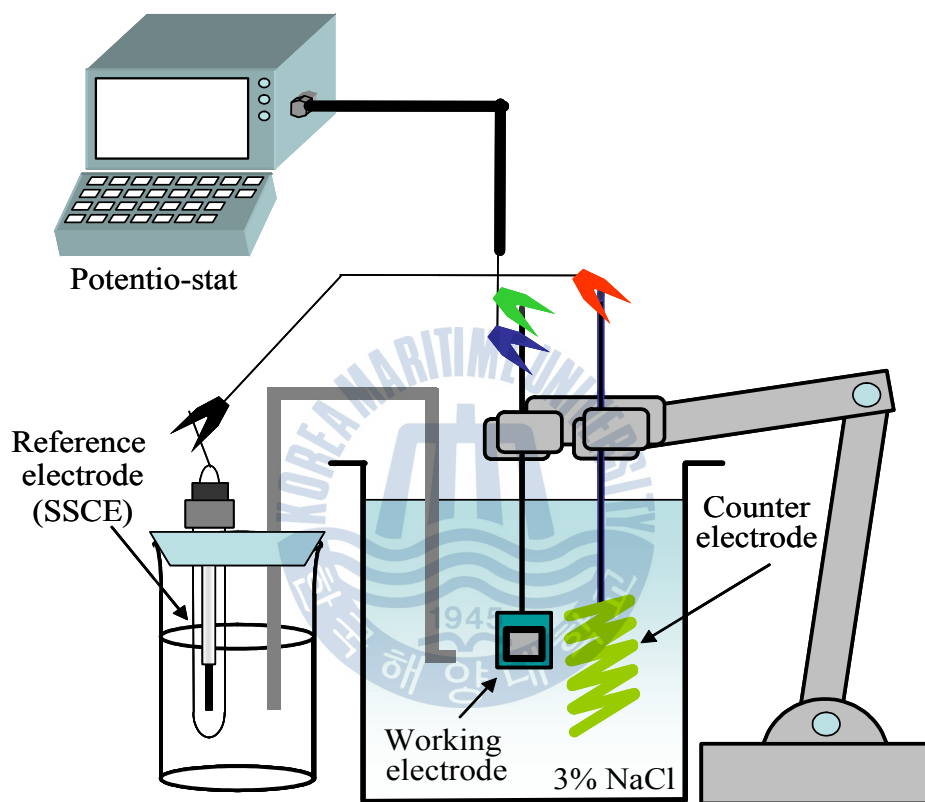 Potentio-stat
Reference
electrode
(SSCE)
Counter
electrode
KOREA MARITIME UNIVERSITY
1945
Working
electrode
3% NaCl